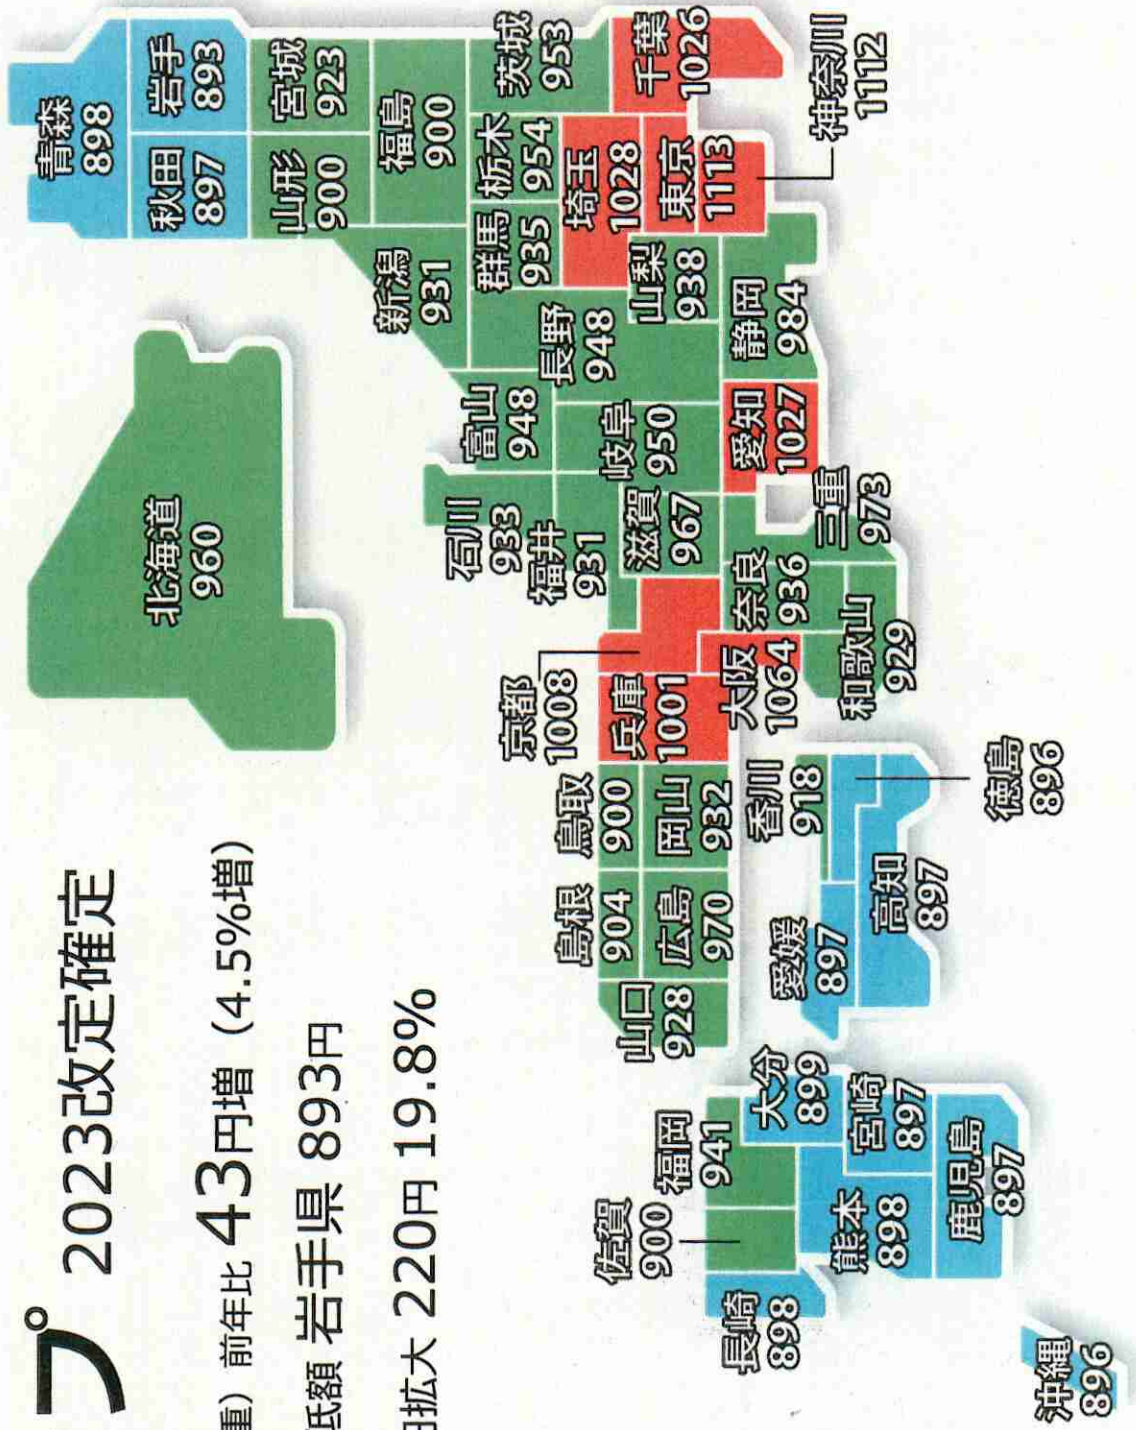 プ 2023改定確定
重）前年比 43円増（4.5%増）
低額 岩手県 893円
円拡大 220円 19.8%
北海道
960
青森
898
秋田
897
岩手
893
山形
900
宮城
923
福島
900
新潟
931
群馬
935
栃木
954
茨城
953
埼玉
1028
千葉
1026
東京
1113
神奈川
1112
山梨
938
長野
948
静岡
984
富山
948
岐阜
950
愛知
1027
石川
933
福井
931
滋賀
967
三重
973
奈良
936
和歌山
929
京都
1008
兵庫
1001
大阪
1064
鳥取
900
岡山
932
島根
904
広島
970
山口
928
香川
918
徳島
896
愛媛
897
高知
897
福岡
941
佐賀
900
長崎
898
大分
899
熊本
898
宮崎
897
鹿児島
897
沖縄
896